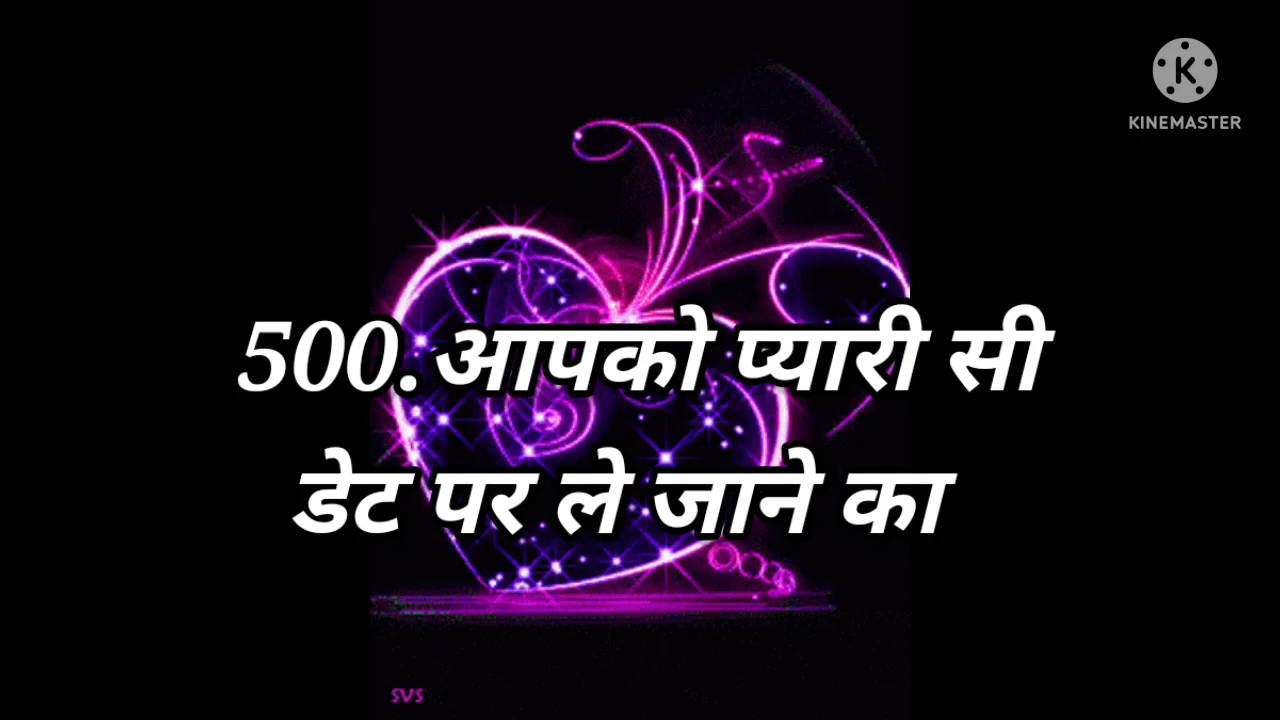 KINEMASTER
500.आपको प्यारी सी
डेट पर ले जाने का
SVS